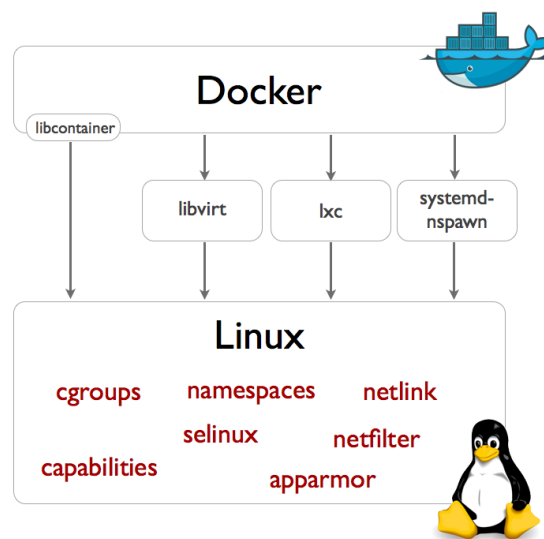 Docker
libcontainer
libvirt
lxc
systemd-
nspawn
Linux
cgroups
namespaces
netlink
selinux
netfilter
capabilities
apparmor